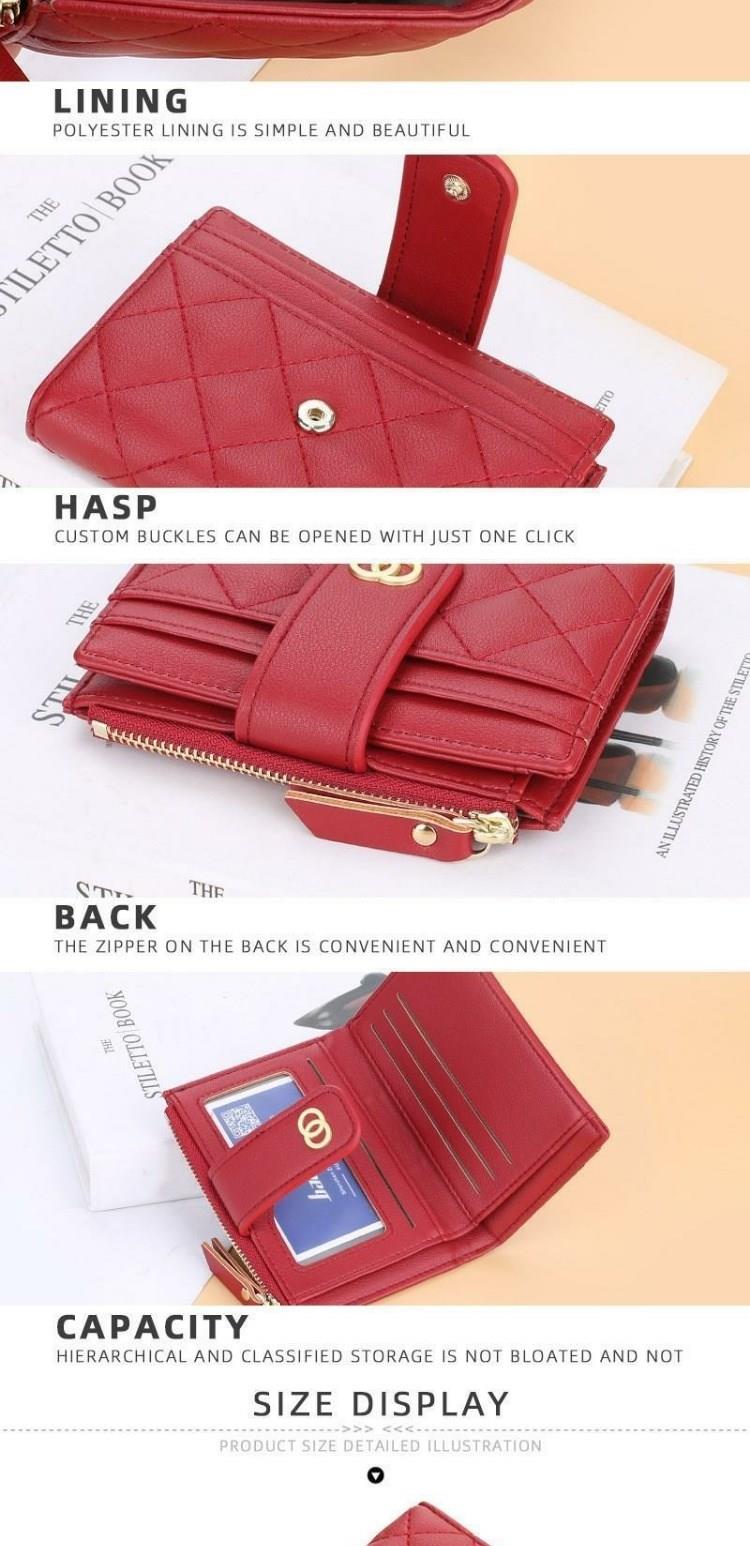 LINING
POLYESTER LINING IS SIMPLE AND BEAUTIFUL
THE
STILETTO BOOK
HASP
CUSTOM BUCKLES CAN BE OPENED WITH JUST ONE CLICK
THE
AN ILLUSTRATED HISTORY OF THE STILETTO
THE
BACK
THE ZIPPER ON THE BACK IS CONVENIENT AND CONVENIENT
THE
STILETTO BOOK
CAPACITY
HIERARCHICAL AND CLASSIFIED STORAGE IS NOT BLOATED AND NOT
SIZE DISPLAY
>>> <<<
PRODUCT SIZE DETAILED ILLUSTRATION